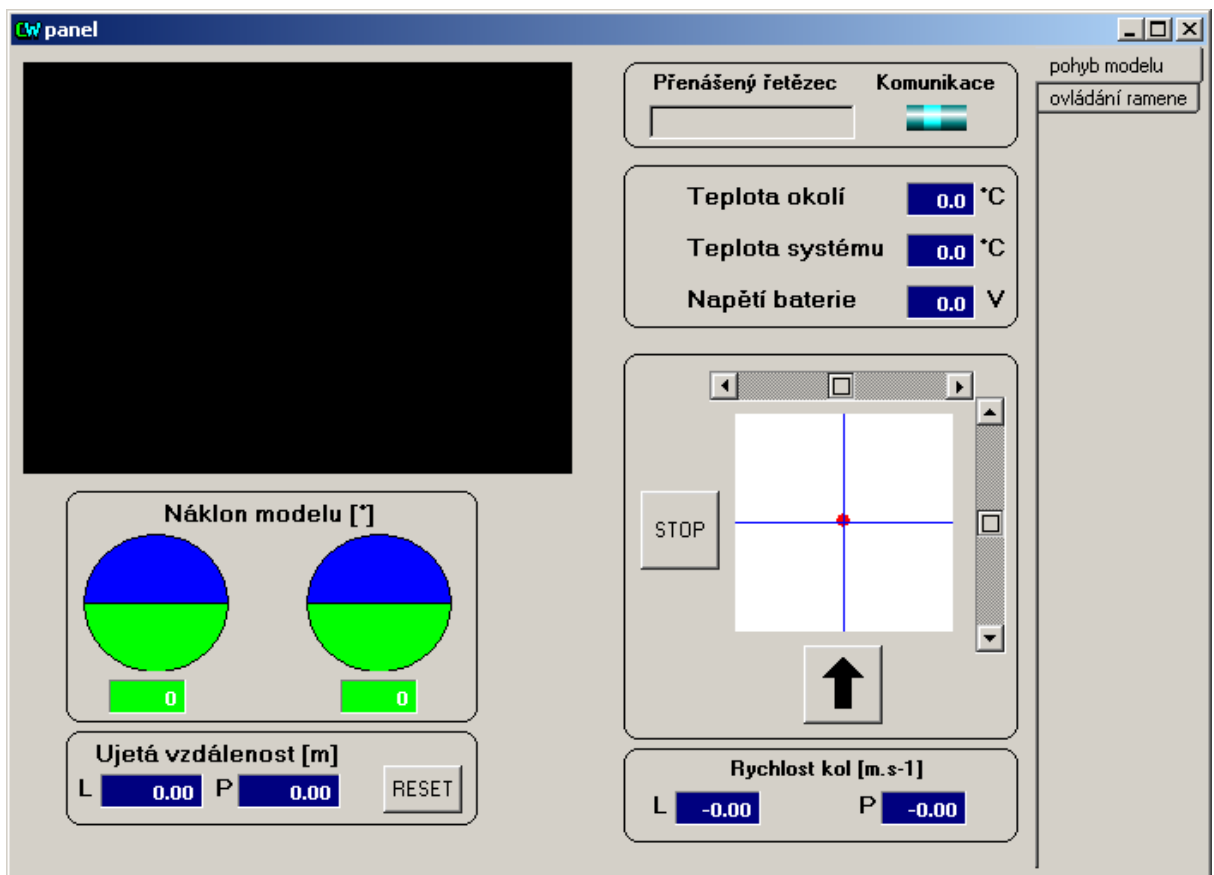 CW panel
pohyb modelu
ovládání ramene
Přenášený řetězec Komunikace
Teplota okolí 0.0 °C
Teplota systému 0.0 °C
Napětí baterie 0.0 V
STOP
Náklon modelu [°]
0 0
Ujetá vzdálenost [m]
L 0.00 P 0.00 RESET
Rychlost kol [m.s-1]
L -0.00 P -0.00